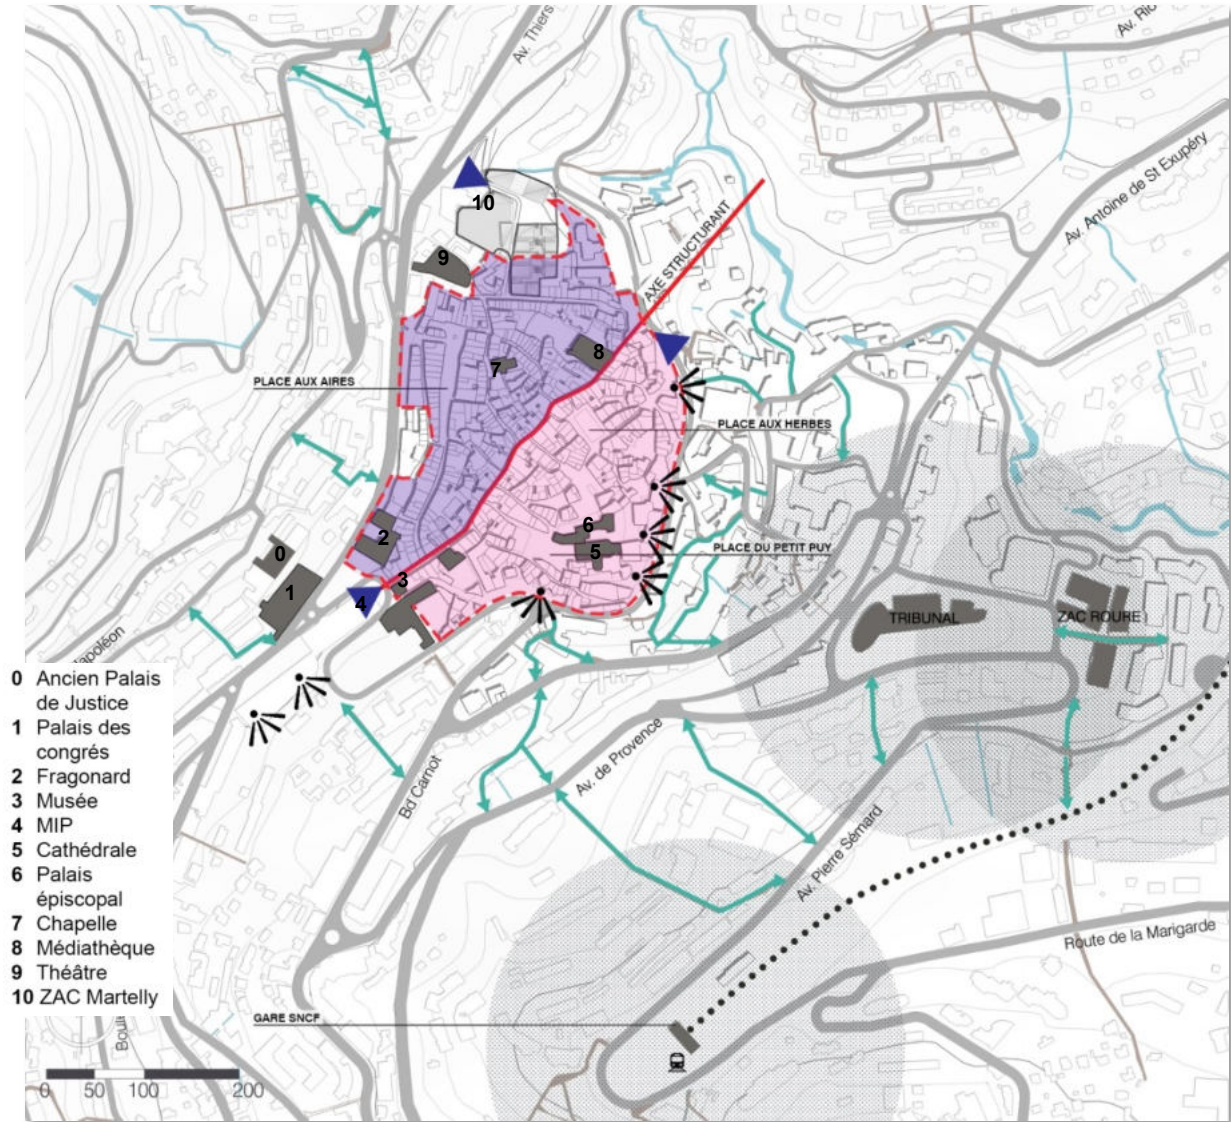 Av. Thiers
Av. Rio
Av. Antoine de St Exupéry
10
9
AXE STRUCTURANT
8
7
PLACE AUX AIRES
PLACE AUX HERBES
6
2
5
PLACE DU PETIT PUY
0
3
1
4
TRIBUNAL
ZAC ROURE
apoléon
0 Ancien Palais
de Justice
1 Palais des
congrés
2 Fragonard
3 Musée
4 MIP
5 Cathédrale
6 Palais
épiscopal
7 Chapelle
8 Médiathèque
9 Théâtre
10 ZAC Martelly
Bd Carnot
Av. de Provence
Av. Pierre Sémard
Route de la Marigarde
GARE SNCF
Boul
0 50 100 200